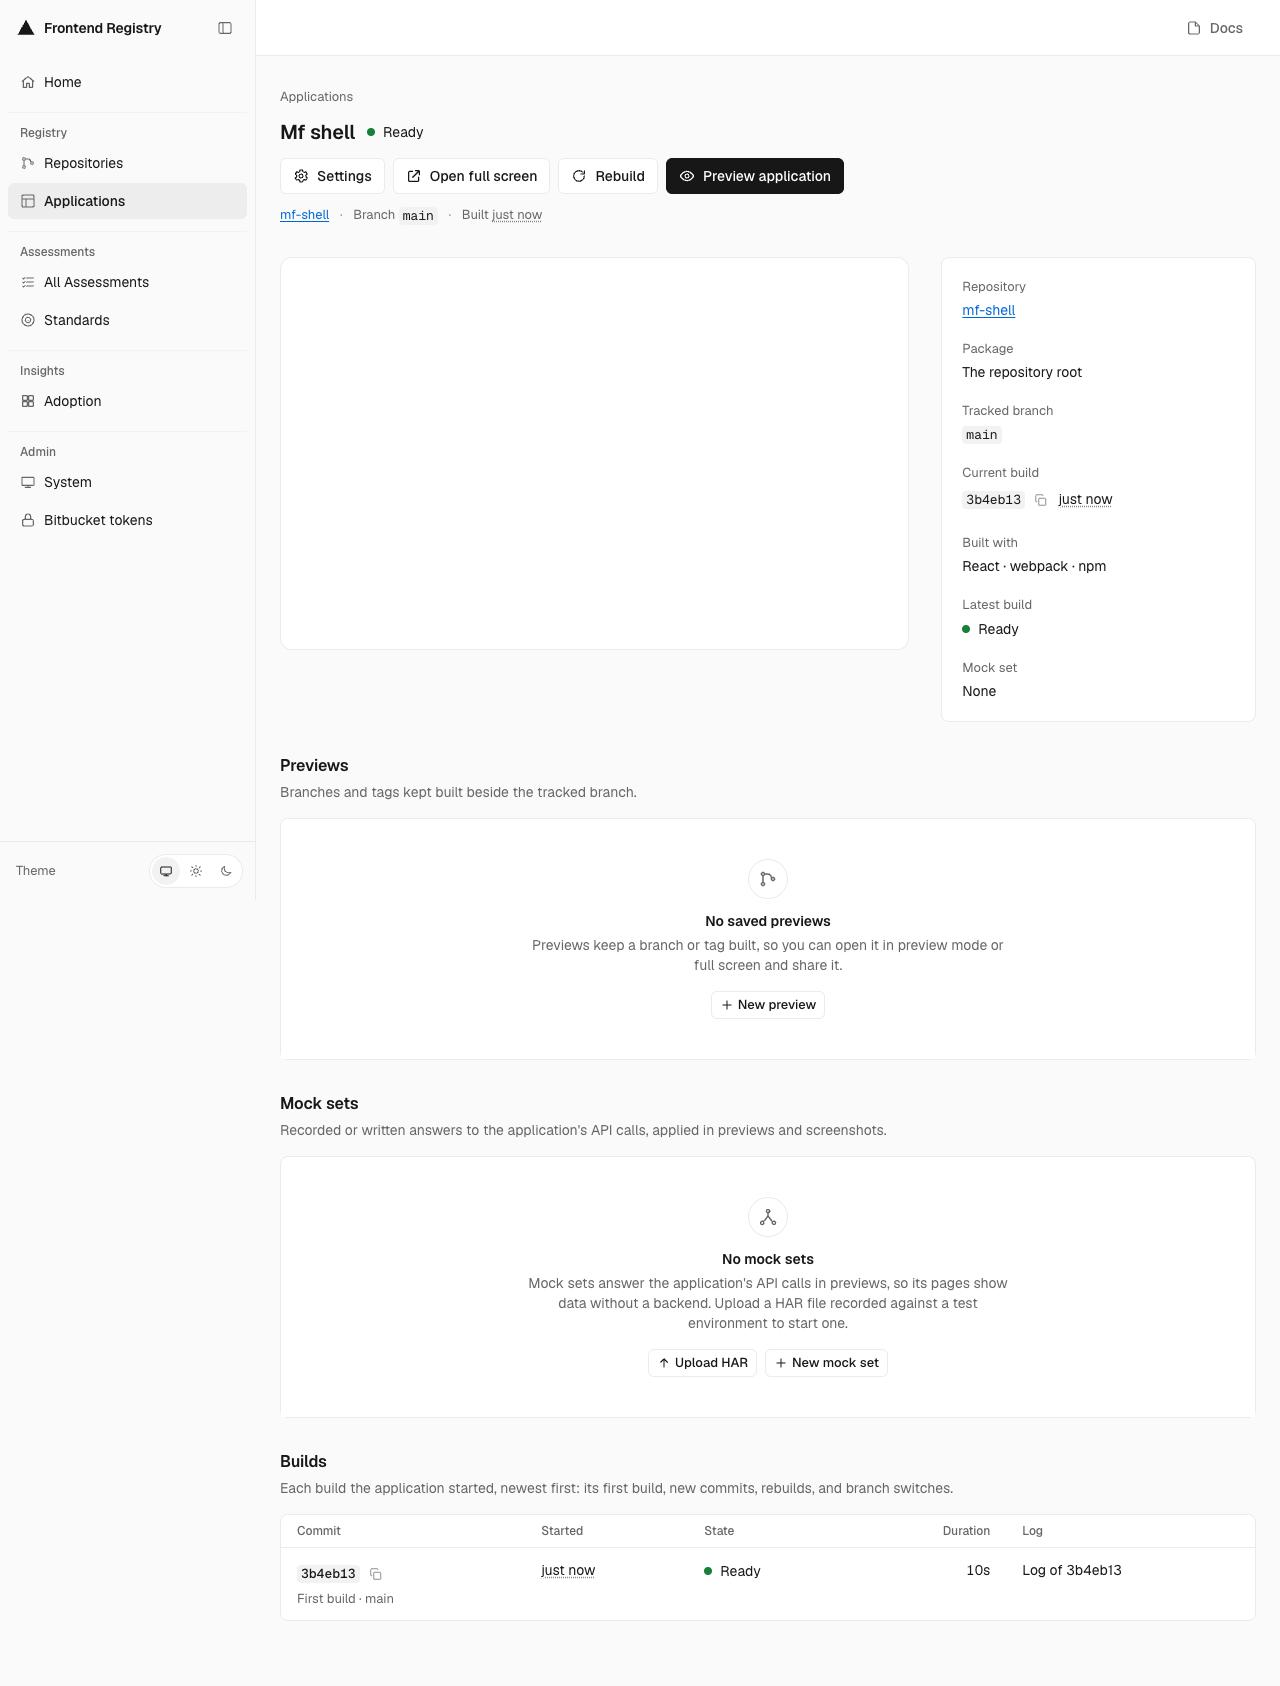 Frontend Registry
Docs
Home
Registry
Repositories
Applications
Assessments
All Assessments
Standards
Insights
Adoption
Admin
System
Bitbucket tokens
Theme
Applications
Mf shell
Ready
Settings
Open full screen
Rebuild
Preview application
mf-shell · Branch main · Built just now
Repository
mf-shell
Package
The repository root
Tracked branch
main
Current build
3b4eb13 just now
Built with
React · webpack · npm
Latest build
Ready
Mock set
None
Previews
Branches and tags kept built beside the tracked branch.
No saved previews
Previews keep a branch or tag built, so you can open it in preview mode or
full screen and share it.
New preview
Mock sets
Recorded or written answers to the application's API calls, applied in previews and screenshots.
No mock sets
Mock sets answer the application's API calls in previews, so its pages show
data without a backend. Upload a HAR file recorded against a test
environment to start one.
Upload HAR
New mock set
Builds
Each build the application started, newest first: its first build, new commits, rebuilds, and branch switches.
Commit Started State Duration Log
3b4eb13 just now Ready 10s Log of 3b4eb13
First build · main